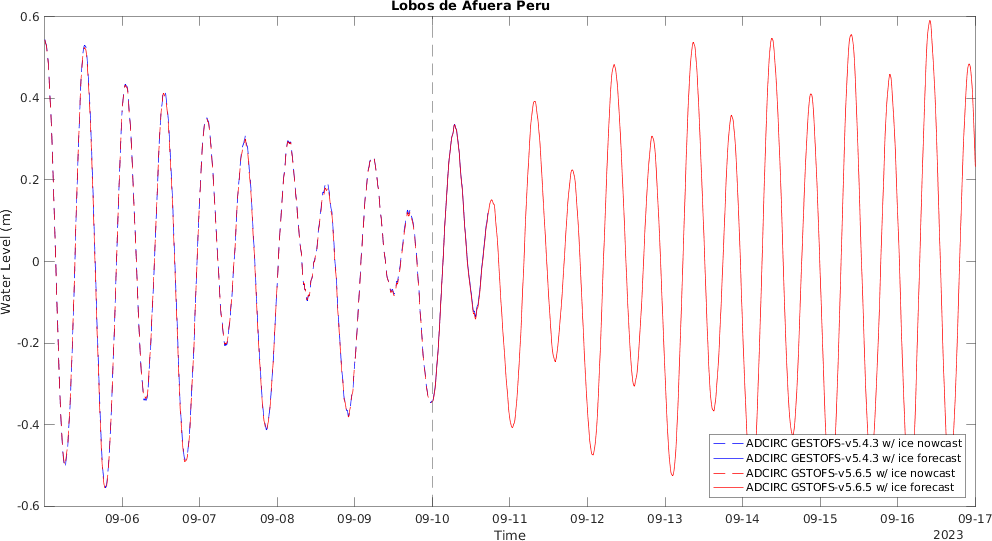 Lobos de Afuera Peru
Water Level (m)
0.6
0.4
0.2
0
-0.2
-0.4
-0.6
09-06 09-07 09-08 09-09 09-10 09-11 09-12 09-13 09-14 09-15 09-16 09-17
Time
2023
ADCIRC GESTOFS-v5.4.3 w/ ice nowcast
ADCIRC GESTOFS-v5.4.3 w/ ice forecast
ADCIRC GSTOFS-v5.6.5 w/ ice nowcast
ADCIRC GSTOFS-v5.6.5 w/ ice forecast